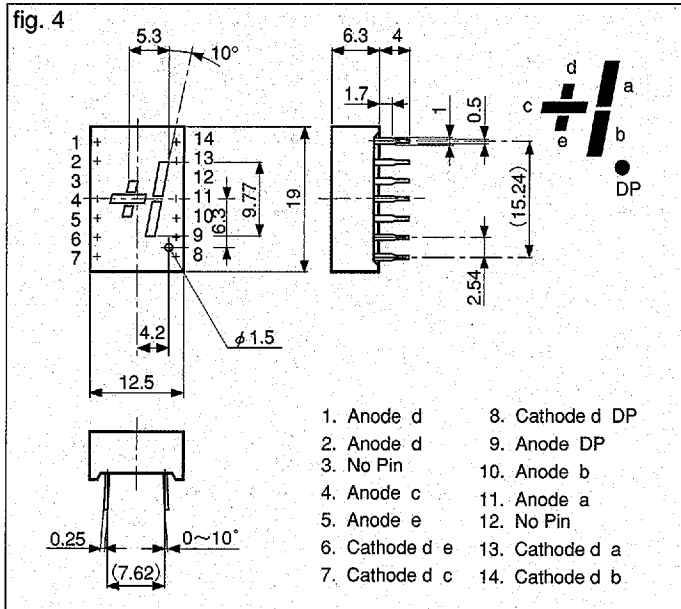 fig. 4
5.3
10°
6.3
4
1.7
1
0.5
d
a
c
e
b
DP
1
2
3
4
5
6
7
14
13
12
11
10
9
8
6.3
9.77
19
(15.24)
2.54
4.2
φ 1.5
12.5
0.25
0~10°
(7.62)
1. Anode d
2. Anode d
3. No Pin
4. Anode c
5. Anode e
6. Cathode d e
7. Cathode d c
8. Cathode d DP
9. Anode DP
10. Anode b
11. Anode a
12. No Pin
13. Cathode d a
14. Cathode d b